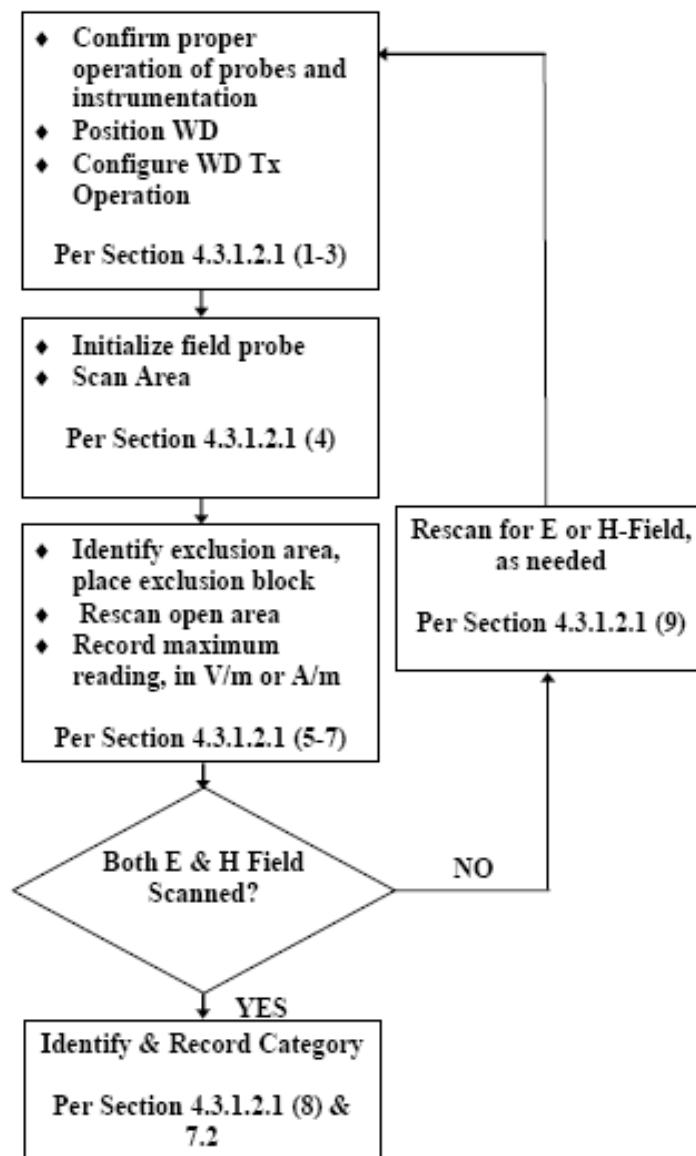 ♦ Confirm proper
operation of probes and
instrumentation
♦ Position WD
♦ Configure WD Tx
Operation
Per Section 4.3.1.2.1 (1-3)
♦ Initialize field probe
♦ Scan Area
Per Section 4.3.1.2.1 (4)
♦ Identify exclusion area,
place exclusion block
♦ Rescan open area
♦ Record maximum
reading, in V/m or A/m
Per Section 4.3.1.2.1 (5-7)
Both E & H Field
Scanned?
NO
Rescan for E or H-Field,
as needed
Per Section 4.3.1.2.1 (9)
YES
Identify & Record Category
Per Section 4.3.1.2.1 (8) &
7.2